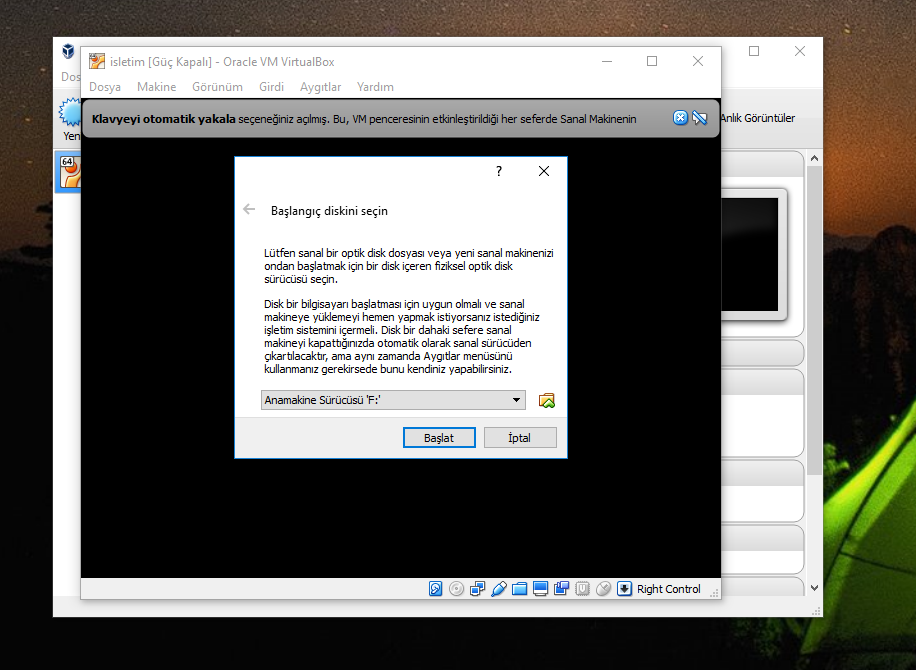 isletim [Güç Kapalı] - Oracle VM VirtualBox
Dos
Dosya Makine Görünüm Girdi Aygıtlar Yardım
Klavyeyi otomatik yakala seçeneğiniz açılmış. Bu, VM penceresinin etkinleştirildiği her seferde Sanal Makinenin
Anlık Görüntüler
Yen
64
?
Başlangıç diskini seçin
Lütfen sanal bir optik disk dosyası veya yeni sanal makinenizi
ondan başlatmak için bir disk içeren fiziksel optik disk
sürücüsü seçin.
Disk bir bilgisayarı başlatması için uygun olmalı ve sanal
makineye yüklemeyi hemen yapmak istiyorsanız istediğiniz
işletim sistemini içermeli. Disk bir dahaki sefere sanal
makineyi kapattığınızda otomatik olarak sanal sürücüden
çıkartılacaktır, ama aynı zamanda Aygıtlar menüsünü
kullanmanız gerekirsede bunu kendiniz yapabilirsiniz.
Anamakine Sürücüsü 'F:'
Başlat İptal
Right Control